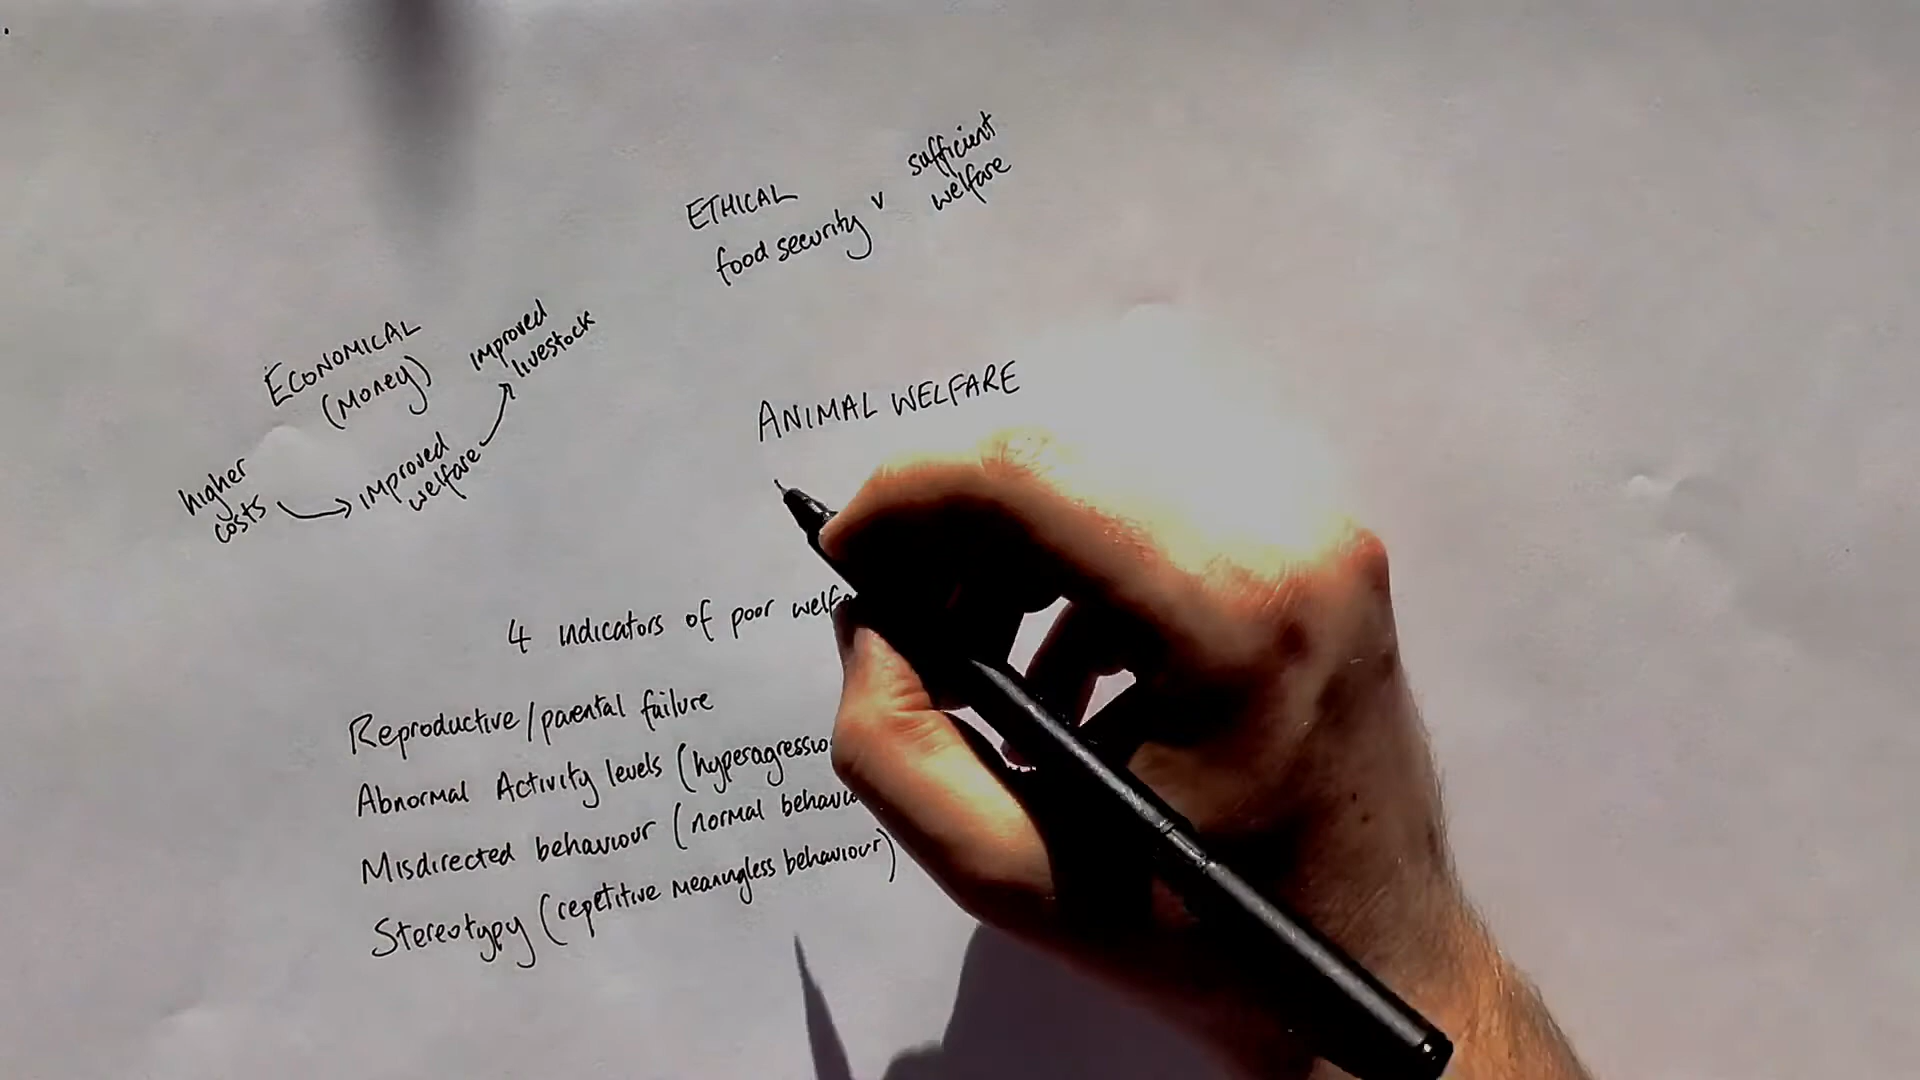 ETHICAL
food security v sufficient
welfare
ECONOMICAL
(Money)
improved
livestock
higher
costs
improved
welfare
ANIMAL WELFARE
4 indicators of poor
Reproductive/parental failure
Abnormal Activity levels
Misdirected behaviour (normal
Stereotypy (repetitive meaningless behaviour)